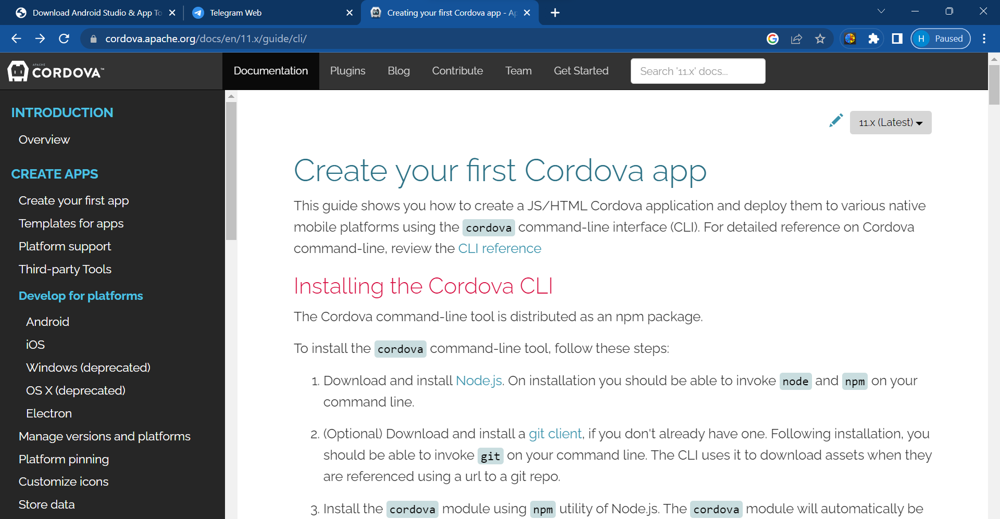 Download Android Studio & App To
Telegram Web
Creating your first Cordova app - Ap
cordova.apache.org/docs/en/11.x/guide/cli/
H Paused
APACHE
CORDOVA™
Documentation
Plugins
Blog
Contribute
Team
Get Started
Search '11.x' docs...
INTRODUCTION
Overview
CREATE APPS
Create your first app
Templates for apps
Platform support
Third-party Tools
Develop for platforms
Android
iOS
Windows (deprecated)
OS X (deprecated)
Electron
Manage versions and platforms
Platform pinning
Customize icons
Store data
11.x (Latest)
Create your first Cordova app
This guide shows you how to create a JS/HTML Cordova application and deploy them to various native
mobile platforms using the cordova command-line interface (CLI). For detailed reference on Cordova
command-line, review the CLI reference
Installing the Cordova CLI
The Cordova command-line tool is distributed as an npm package.
To install the cordova command-line tool, follow these steps:
1. Download and install Node.js. On installation you should be able to invoke node and npm on your
command line.
2. (Optional) Download and install a git client, if you don't already have one. Following installation, you
should be able to invoke git on your command line. The CLI uses it to download assets when they
are referenced using a url to a git repo.
3. Install the cordova module using npm utility of Node.js. The cordova module will automatically be